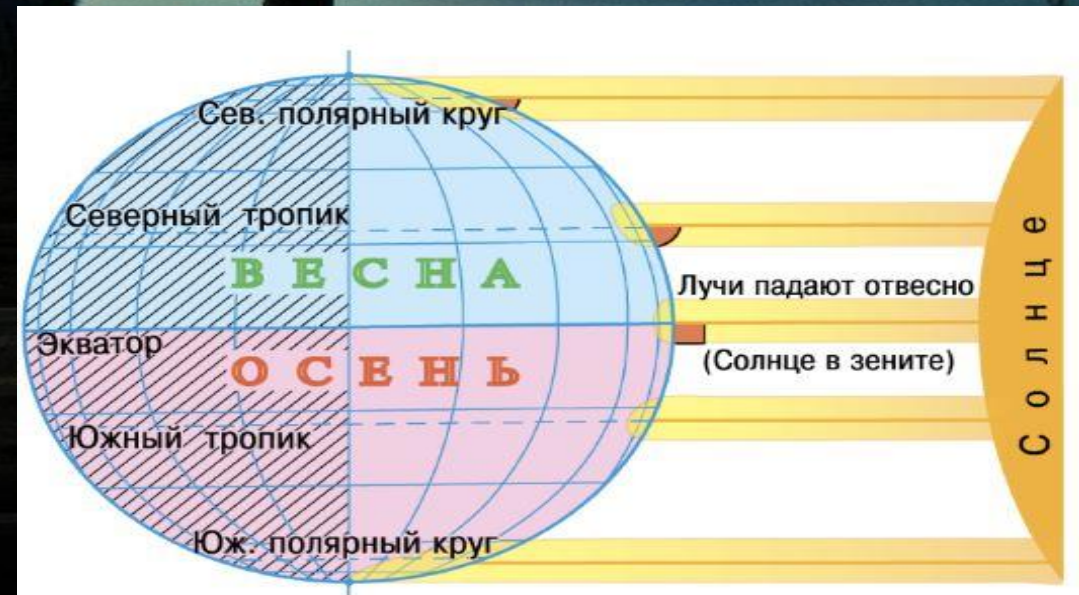 Сев. полярный круг
Северный тропик
ВЕСНА
Лучи падают отвесно
Экватор
(Солнце в зените)
ОСЕНЬ
Южный тропик
Юж. полярный круг
Солнце